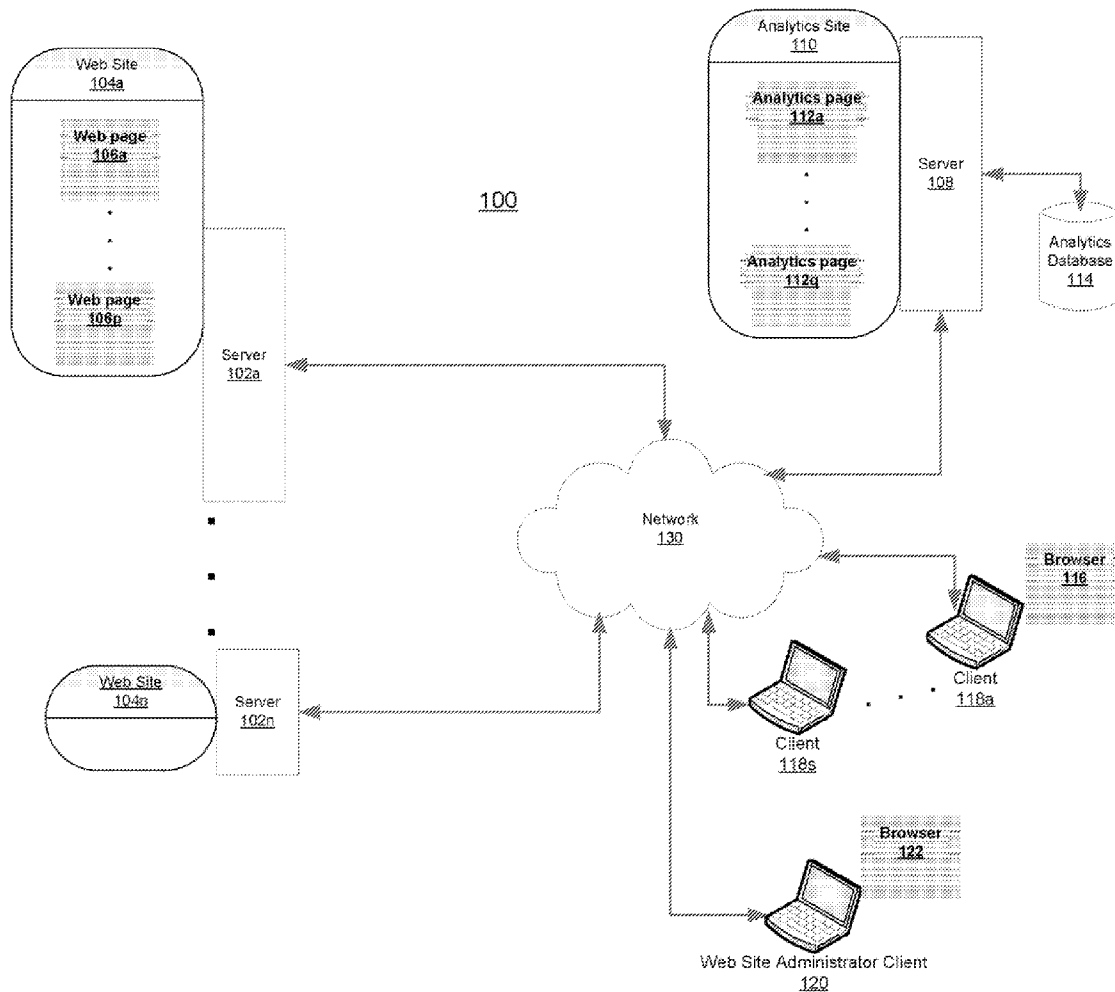 Web Site
104a
Web page
106a
Web page
106p
Server
102a
Web Site
104n
Server
102n
100
Analytics Site
110
Analytics page
112a
Analytics page
112q
Server
108
Analytics
Database
114
Network
130
Browser
116
Client
118a
Client
118s
Browser
122
Web Site Administrator Client
120